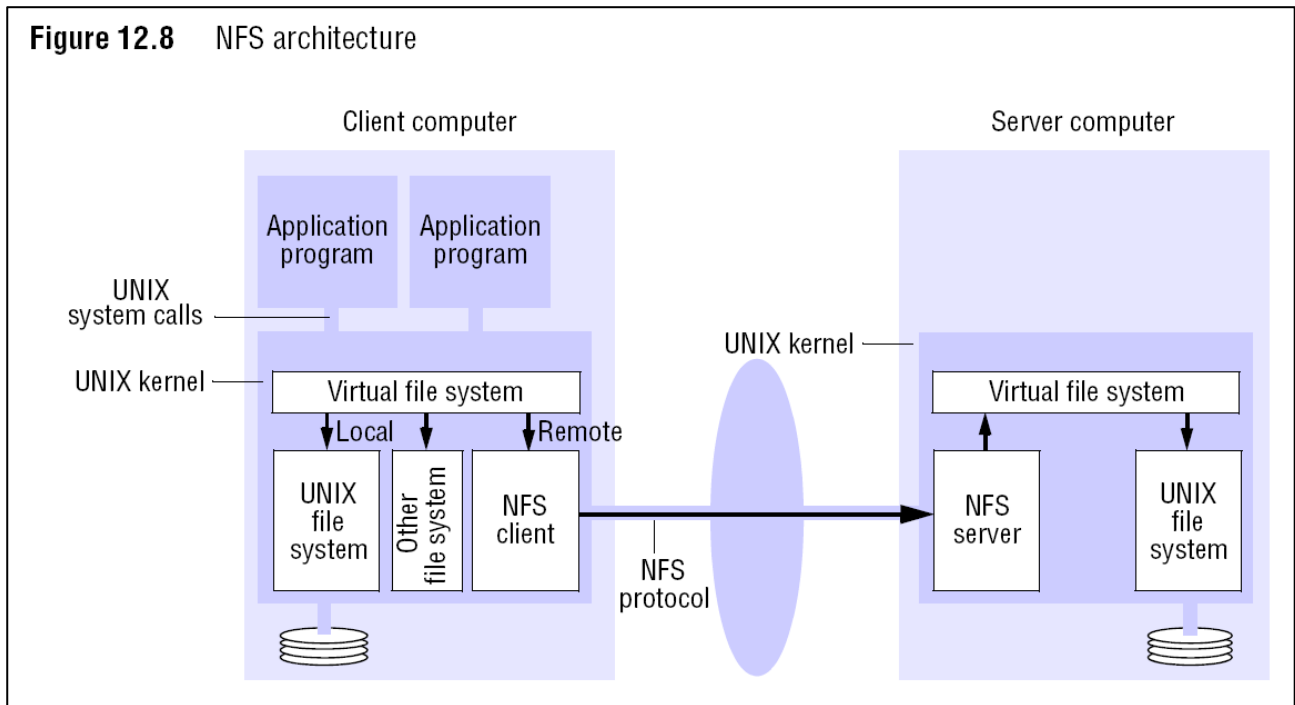 Figure 12.8 NFS architecture
Client computer
Server computer
Application
program
Application
program
UNIX
system calls
UNIX kernel
Virtual file system
Local
Remote
UNIX
file
system
Other
file system
NFS
client
NFS
protocol
UNIX kernel
Virtual file system
NFS
server
UNIX
file
system